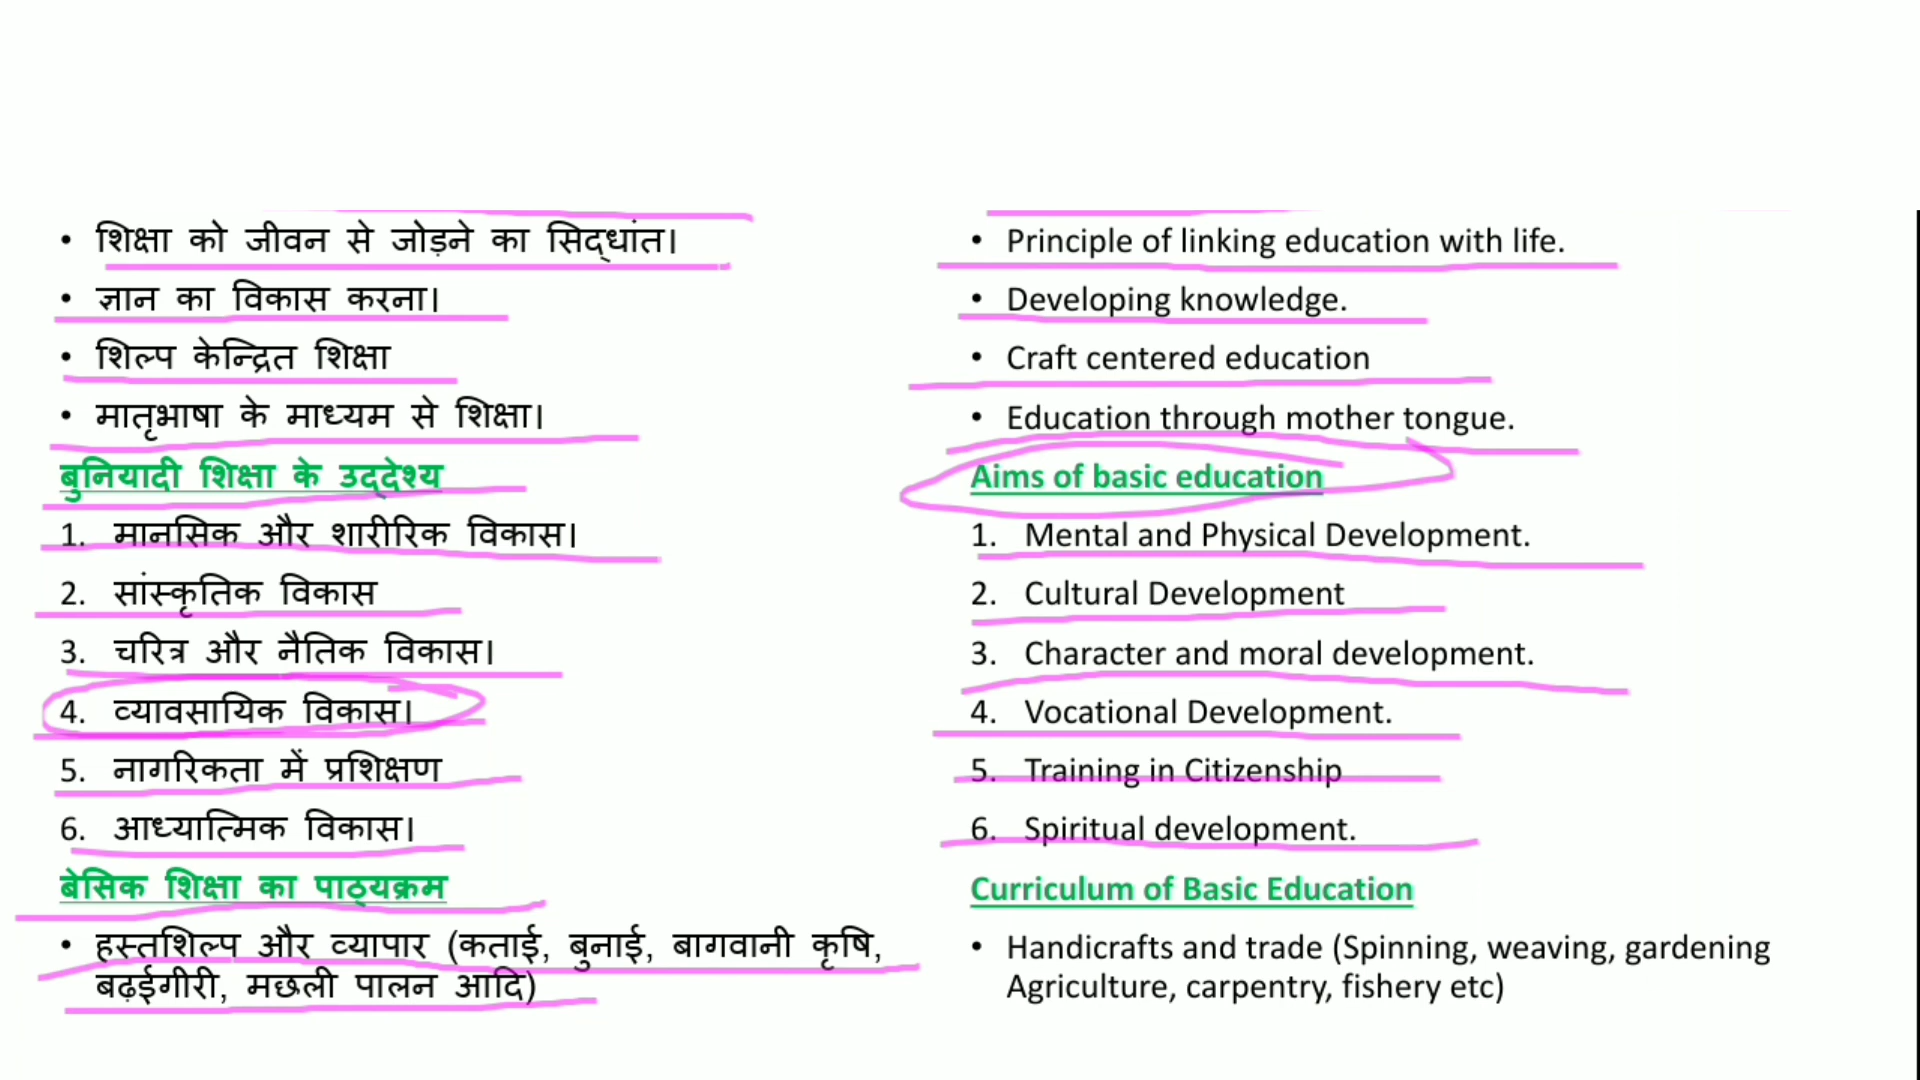 • शिक्षा को जीवन से जोड़ने का सिद्धांत।
• ज्ञान का विकास करना।
• शिल्प केन्द्रित शिक्षा
• मातृभाषा के माध्यम से शिक्षा।
बुनियादी शिक्षा के उद्देश्य
1. मानसिक और शारीरिक विकास।
2. सांस्कृतिक विकास
3. चरित्र और नैतिक विकास।
4. व्यावसायिक विकास।
5. नागरिकता में प्रशिक्षण
6. आध्यात्मिक विकास।
बेसिक शिक्षा का पाठ्यक्रम
• हस्तशिल्प और व्यापार (कताई, बुनाई, बागवानी कृषि,
बढ़ईगीरी, मछली पालन आदि)
• Principle of linking education with life.
• Developing knowledge.
• Craft centered education
• Education through mother tongue.
Aims of basic education
1. Mental and Physical Development.
2. Cultural Development
3. Character and moral development.
4. Vocational Development.
5. Training in Citizenship
6. Spiritual development.
Curriculum of Basic Education
• Handicrafts and trade (Spinning, weaving, gardening
Agriculture, carpentry, fishery etc)